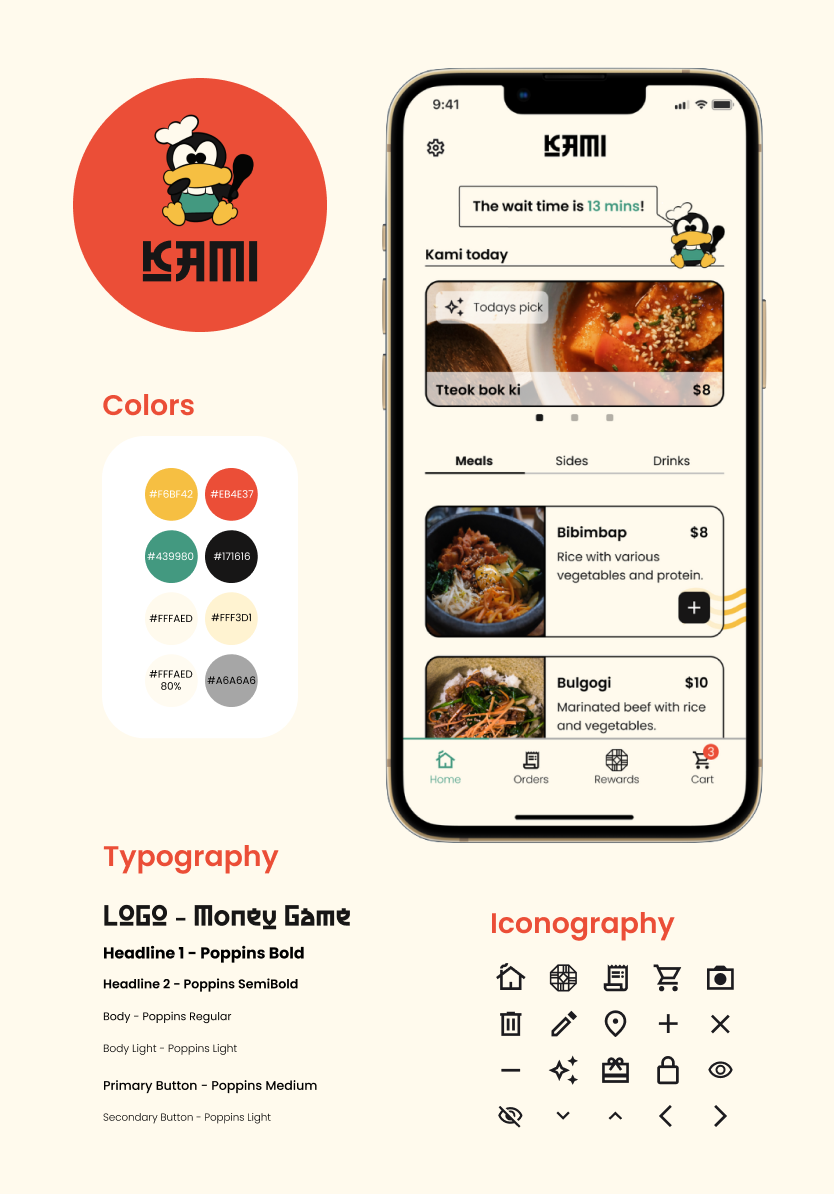 KAMI
Colors
#F6BF42
#EB4E37
#439980
#171616
#FFFAED
#FFF3D1
#FFFAED
80%
#A6A6A6
9:41
KAMI
The wait time is 13 mins!
Kami today
Todays pick
Tteok bok ki $8
Meals Sides Drinks
Bibimbap $8
Rice with various
vegetables and protein.
Bulgogi $10
Marinated beef with rice
and vegetables.
3
Home Orders Rewards Cart
Typography
LOGO - Money Game
Headline 1 - Poppins Bold
Headline 2 - Poppins SemiBold
Body - Poppins Regular
Body Light - Poppins Light
Primary Button - Poppins Medium
Secondary Button - Poppins Light
Iconography